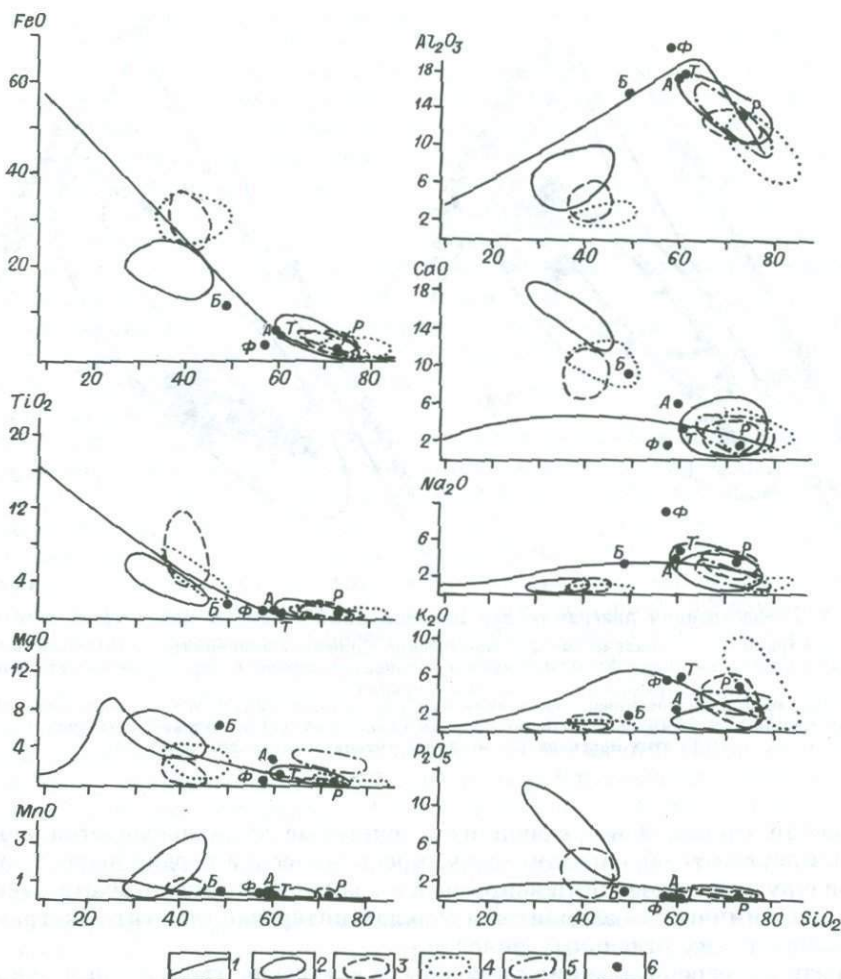 FeO
60
40
20
Б
Ф
А
Т
Р
20 40 60 80
TiO₂
20
12
4
Б
Ф
А
Т
Р
MgO
12
8
4
Б
Ф
А
Т
Р
MnO
3
1
Б
Ф
А
Т
Р
20 40 60 80
Al₂O₃
18
14
10
6
2
Б
Ф
А
Т
Р
20 40 60 80
CaO
18
14
10
6
2
Б
А
Ф
Т
Р
Na₂O
6
2
Б
Ф
А
Т
Р
K₂O
10
6
2
Б
Ф
Т
А
Р
P₂O₅
10
6
2
Б
Ф
А
Т
Р
20 40 60 80 SiO₂
1 2 3 4 5 6